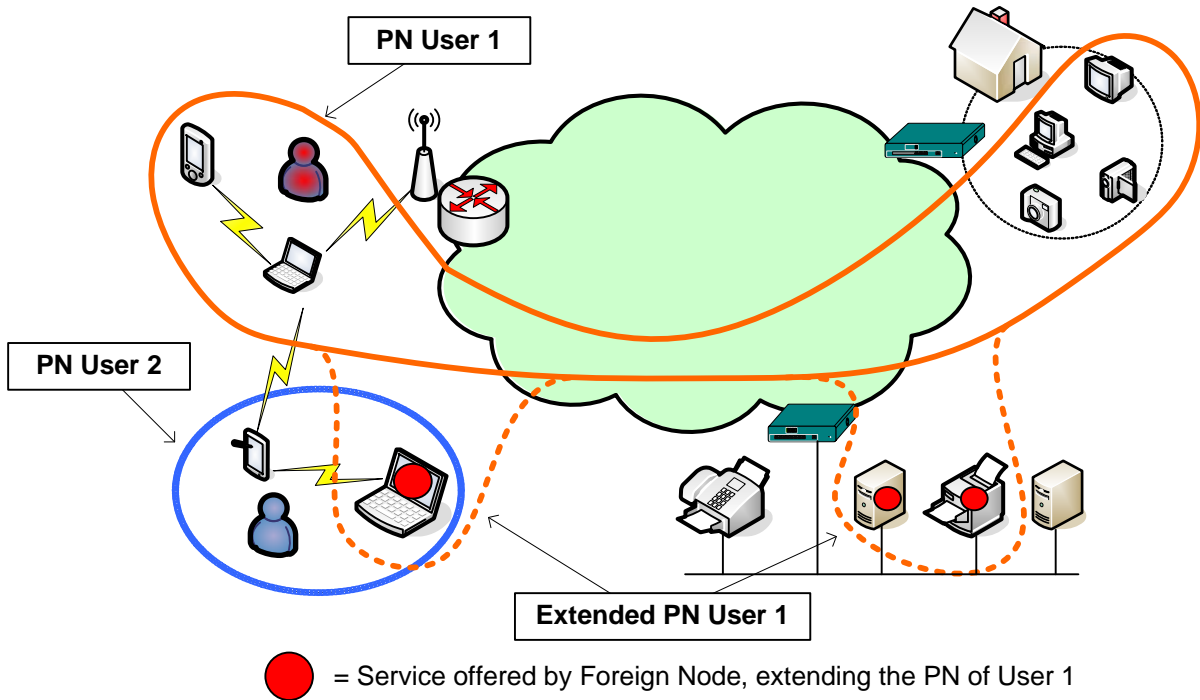 PN User 1
PN User 2
Extended PN User 1
= Service offered by Foreign Node, extending the PN of User 1